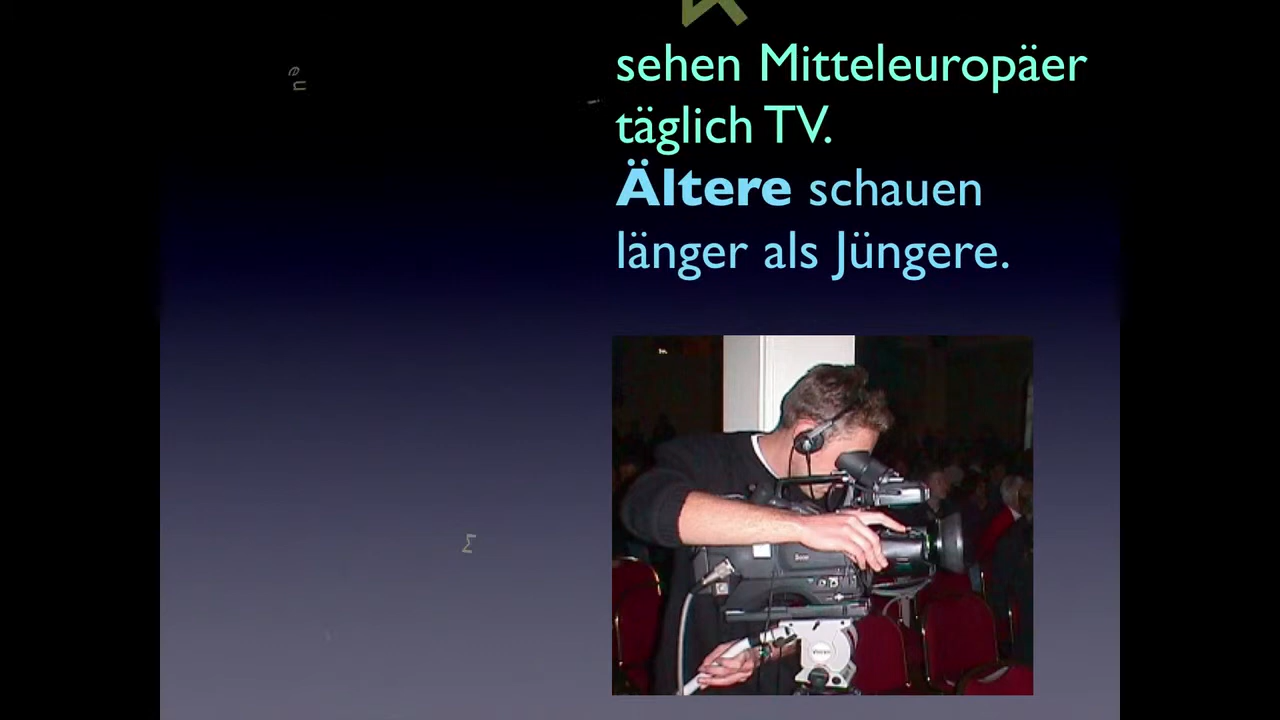 sehen Mitteleuropäer
täglich TV.
Ältere schauen
länger als Jüngere.